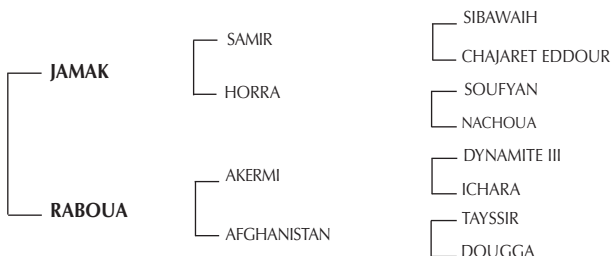 JAMAK
RABOUA
SAMIR
HORRA
AKERMI
AFGHANISTAN
SIBAWAIH
CHAJARET EDDOUR
SOUFYAN
NACHOUA
DYNAMITE III
ICHARA
TAYSSIR
DOUGGA